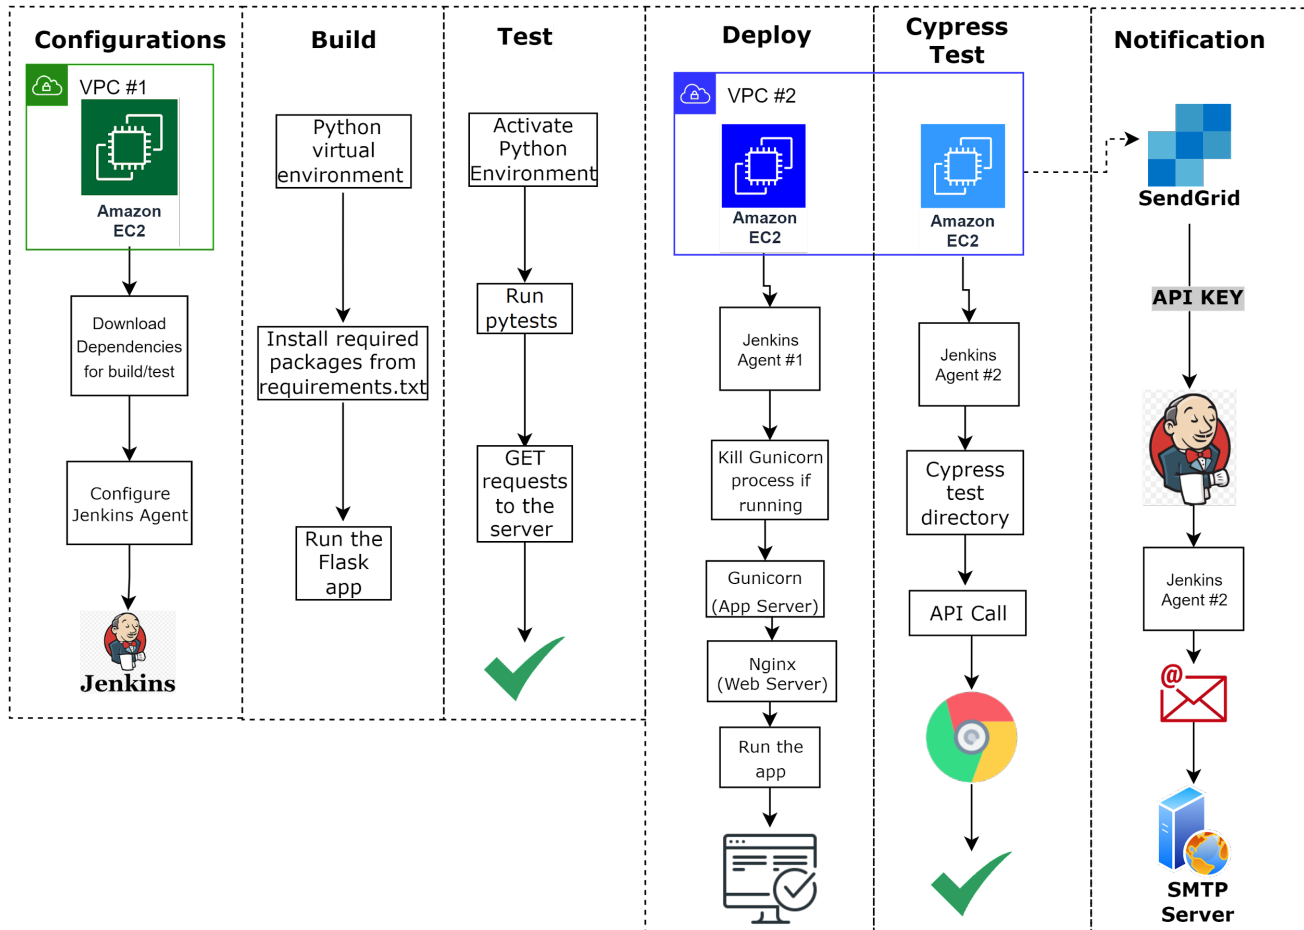 Configurations
VPC #1
Amazon
EC2
Download
Dependencies
for build/test
Configure
Jenkins Agent
Jenkins
Build
Python
virtual
environment
Install required
packages from
requirements.txt
Run the
Flask
app
Test
Activate
Python
Environment
Run
pytests
GET
requests
to the
server
Deploy
VPC #2
Amazon
EC2
Jenkins
Agent #1
Kill Gunicorn
process if
running
Gunicorn
(App Server)
Nginx
(Web Server)
Run the
app
Cypress
Test
Amazon
EC2
Jenkins
Agent #2
Cypress
test
directory
API Call
Notification
SendGrid
API KEY
Jenkins
Agent #2
@
SMTP
Server